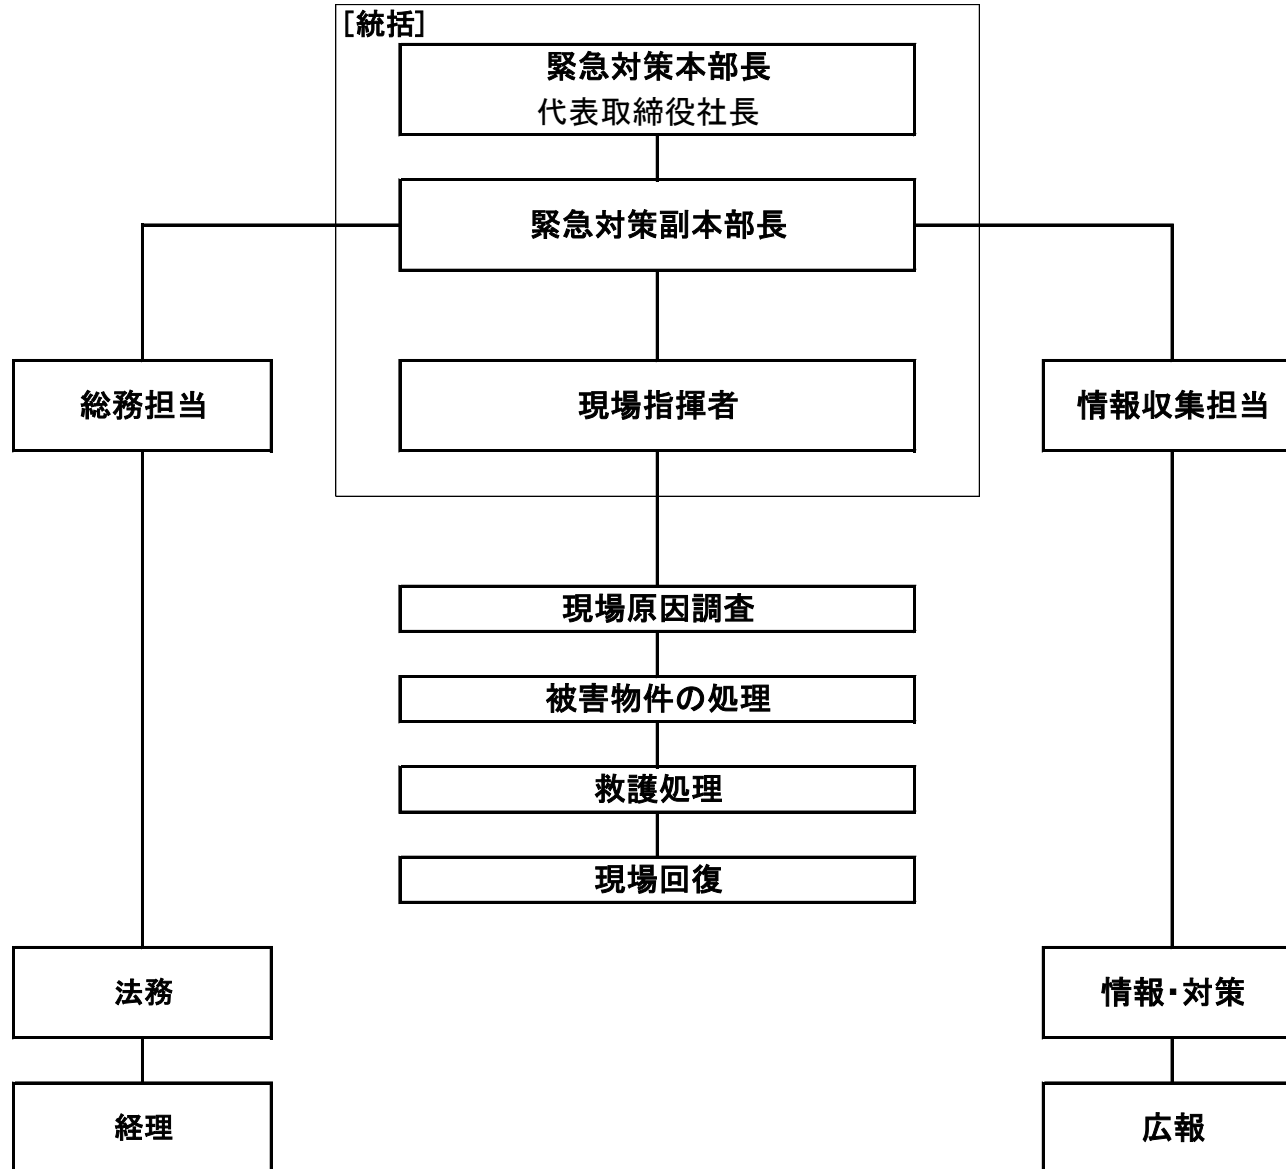 [統括]
緊急対策本部長
代表取締役社長
緊急対策副本部長
総務担当
現場指揮者
情報収集担当
現場原因調査
被害物件の処理
救護処理
現場回復
法務
情報・対策
経理
広報